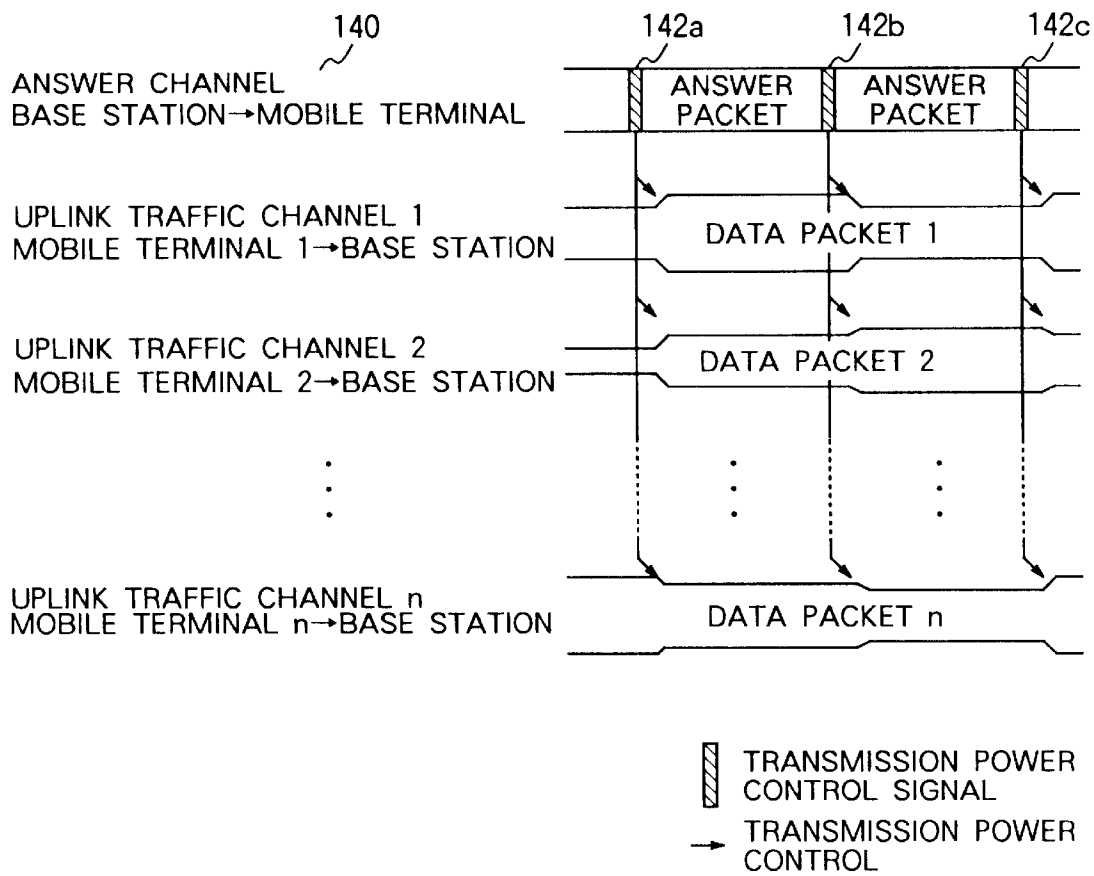 140
142a
142b
142c
ANSWER CHANNEL
BASE STATION→MOBILE TERMINAL
ANSWER PACKET
ANSWER PACKET
UPLINK TRAFFIC CHANNEL 1
MOBILE TERMINAL 1→BASE STATION
DATA PACKET 1
UPLINK TRAFFIC CHANNEL 2
MOBILE TERMINAL 2→BASE STATION
DATA PACKET 2
UPLINK TRAFFIC CHANNEL n
MOBILE TERMINAL n→BASE STATION
DATA PACKET n
TRANSMISSION POWER
CONTROL SIGNAL
TRANSMISSION POWER
CONTROL